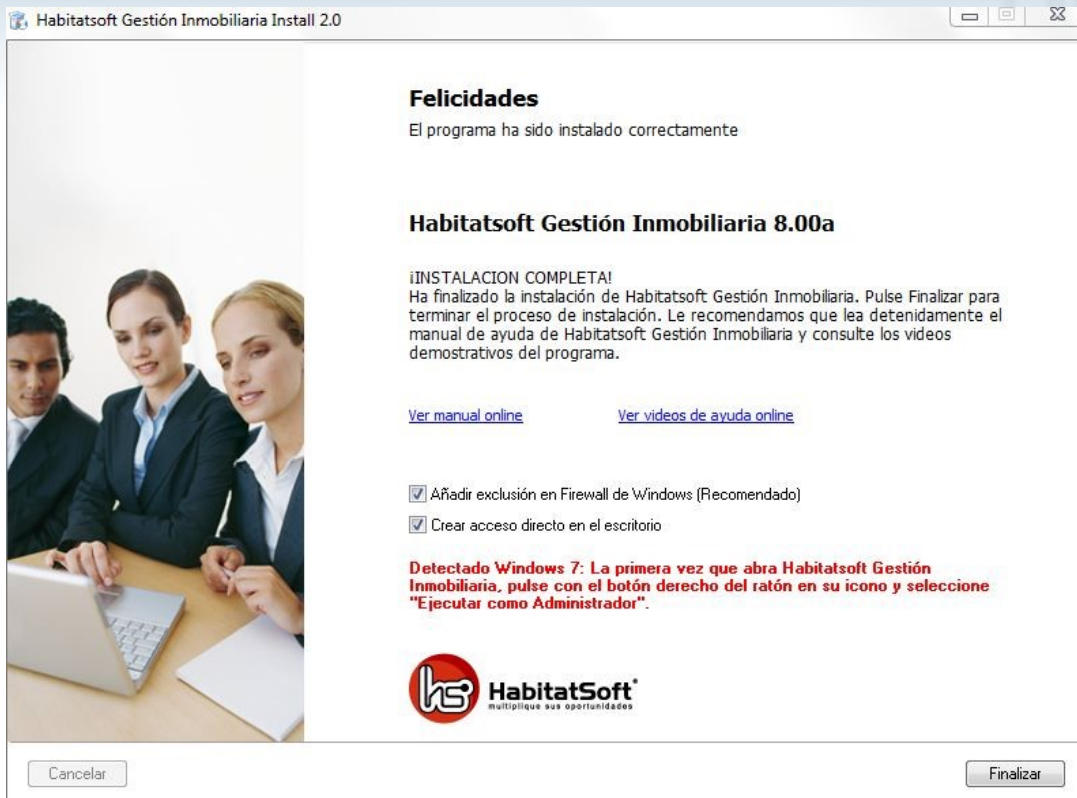 Habitatsoft Gestión Inmobiliaria Install 2.0
Felicidades
El programa ha sido instalado correctamente
Habitatsoft Gestión Inmobiliaria 8.00a
¡INSTALACION COMPLETA!
Ha finalizado la instalación de Habitatsoft Gestión Inmobiliaria. Pulse Finalizar para
terminar el proceso de instalación. Le recomendamos que lea detenidamente el
manual de ayuda de Habitatsoft Gestión Inmobiliaria y consulte los videos
demostrativos del programa.
Ver manual online Ver videos de ayuda online
Añadir exclusión en Firewall de Windows (Recomendado)
Crear acceso directo en el escritorio
Detectado Windows 7: La primera vez que abra Habitatsoft Gestión
Inmobiliaria, pulse con el botón derecho del ratón en su icono y seleccione
"Ejecutar como Administrador".
hs HabitatSoft
multiplique sus oportunidades
Cancelar Finalizar